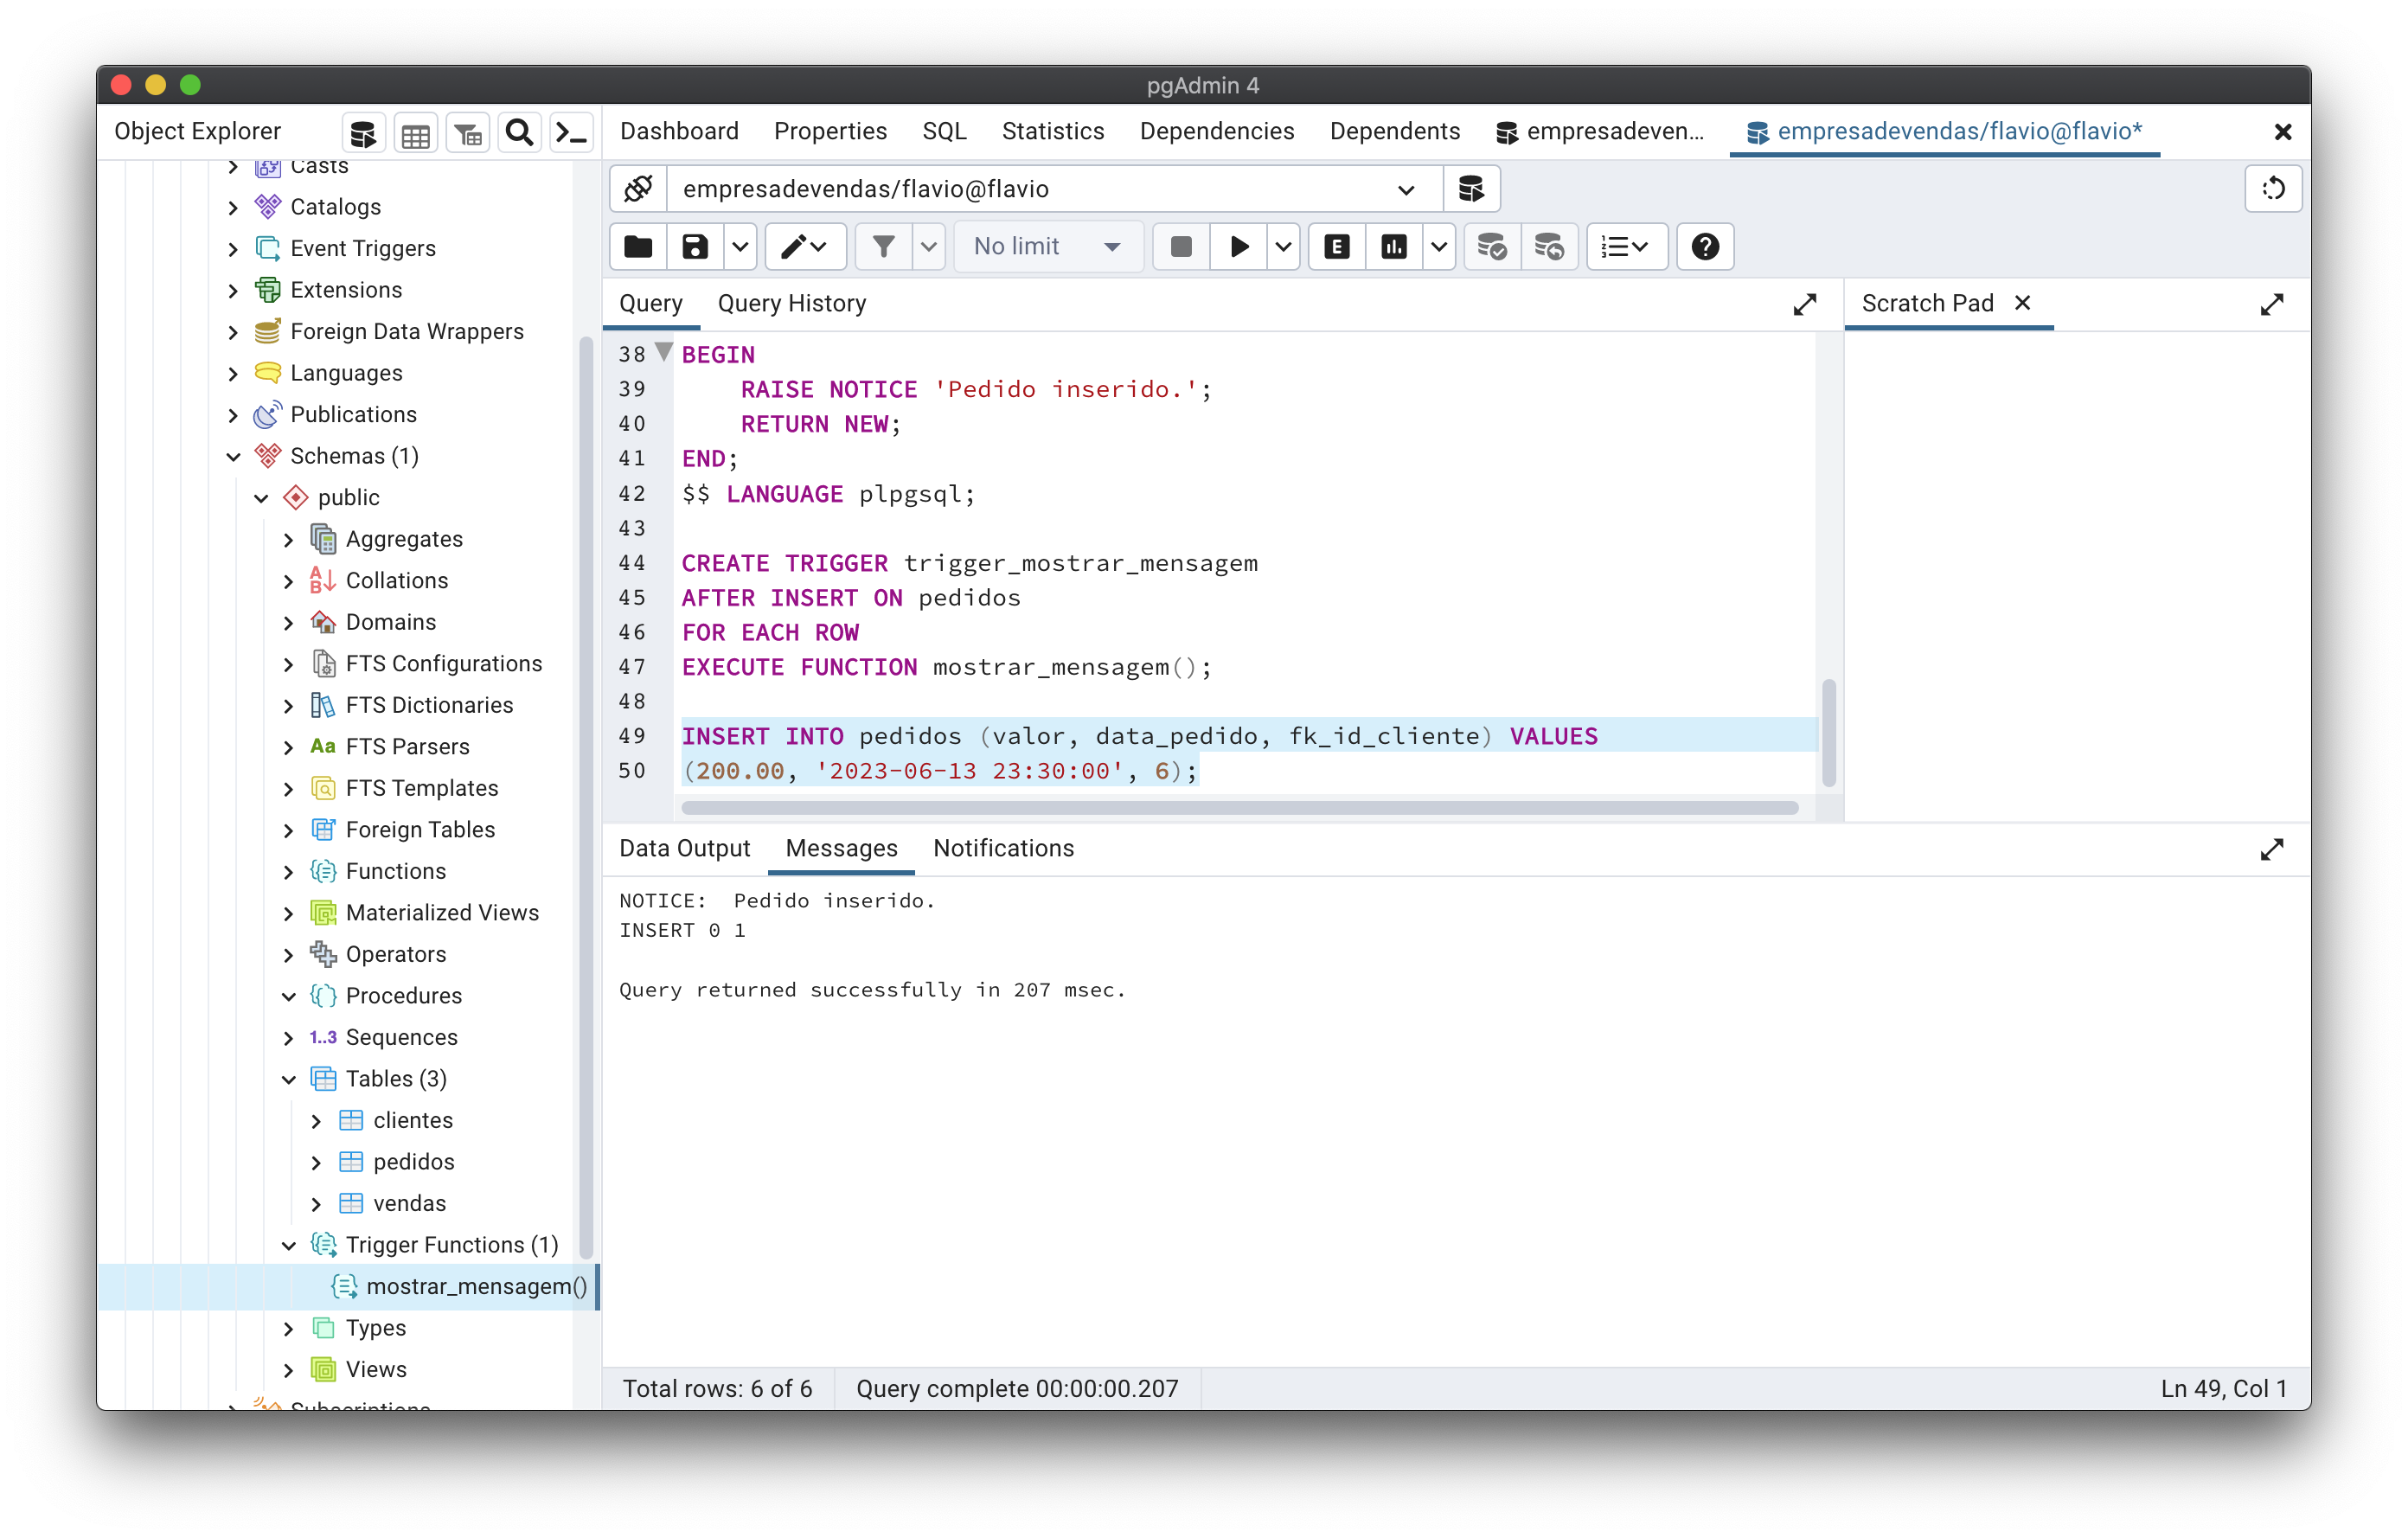 pgAdmin 4
Object Explorer
Dashboard Properties SQL Statistics Dependencies Dependents empresadeven... empresadevendas/flavio@flavio*
Casts
Catalogs
Event Triggers
Extensions
Foreign Data Wrappers
Languages
Publications
Schemas (1)
public
Aggregates
Collations
Domains
FTS Configurations
FTS Dictionaries
Aa FTS Parsers
FTS Templates
Foreign Tables
Functions
Materialized Views
Operators
Procedures
1..3 Sequences
Tables (3)
clientes
pedidos
vendas
Trigger Functions (1)
mostrar_mensagem()
Types
Views
Subscriptions
empresadevendas/flavio@flavio
No limit
E
Query Query History
Scratch Pad
38 BEGIN
39 RAISE NOTICE 'Pedido inserido.';
40 RETURN NEW;
41 END;
42 $$ LANGUAGE plpgsql;
43
44 CREATE TRIGGER trigger_mostrar_mensagem
45 AFTER INSERT ON pedidos
46 FOR EACH ROW
47 EXECUTE FUNCTION mostrar_mensagem();
48
49 INSERT INTO pedidos (valor, data_pedido, fk_id_cliente) VALUES
50 (200.00, '2023-06-13 23:30:00', 6);
Data Output Messages Notifications
NOTICE:  Pedido inserido.
INSERT 0 1
Query returned successfully in 207 msec.
Total rows: 6 of 6 Query complete 00:00:00.207 Ln 49, Col 1